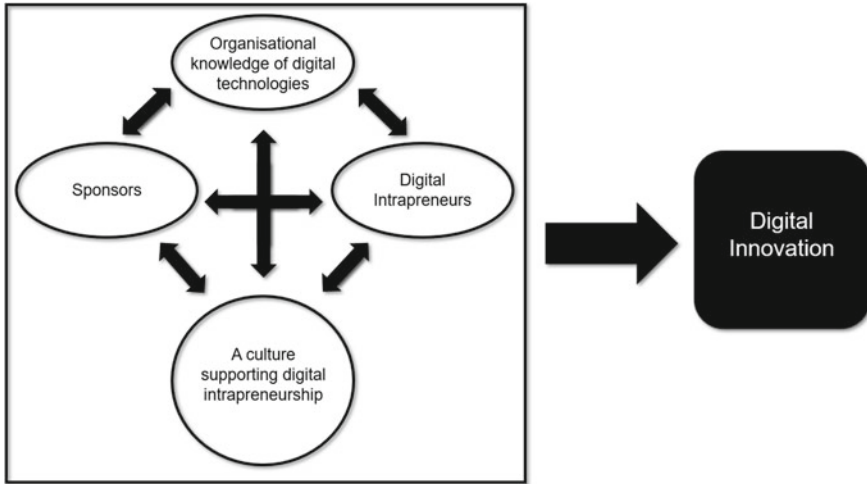 Organisational
knowledge of digital
technologies
Sponsors
Digital
Intrapreneurs
A culture
supporting digital
intrapreneurship
Digital
Innovation